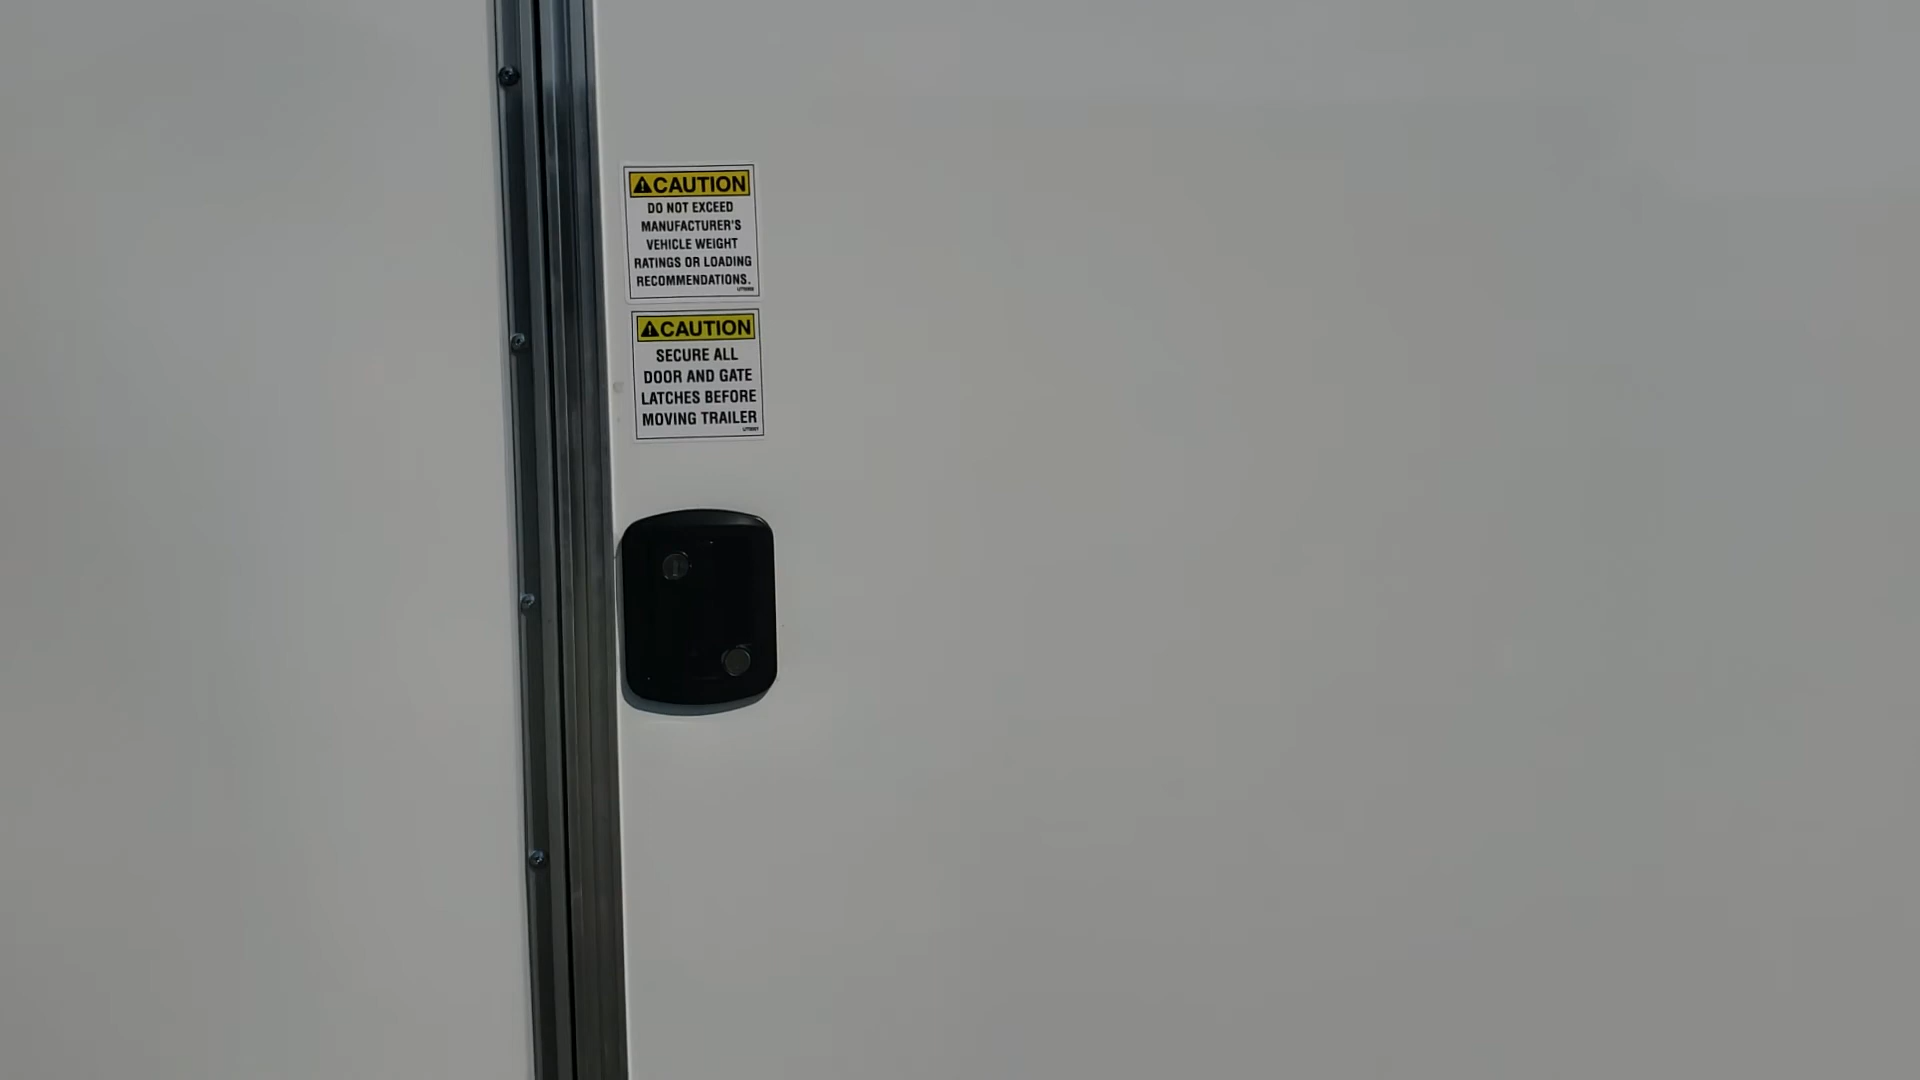 CAUTION
DO NOT EXCEED
MANUFACTURER'S
VEHICLE WEIGHT
RATINGS OR LOADING
RECOMMENDATIONS.
CAUTION
SECURE ALL
DOOR AND GATE
LATCHES BEFORE
MOVING TRAILER